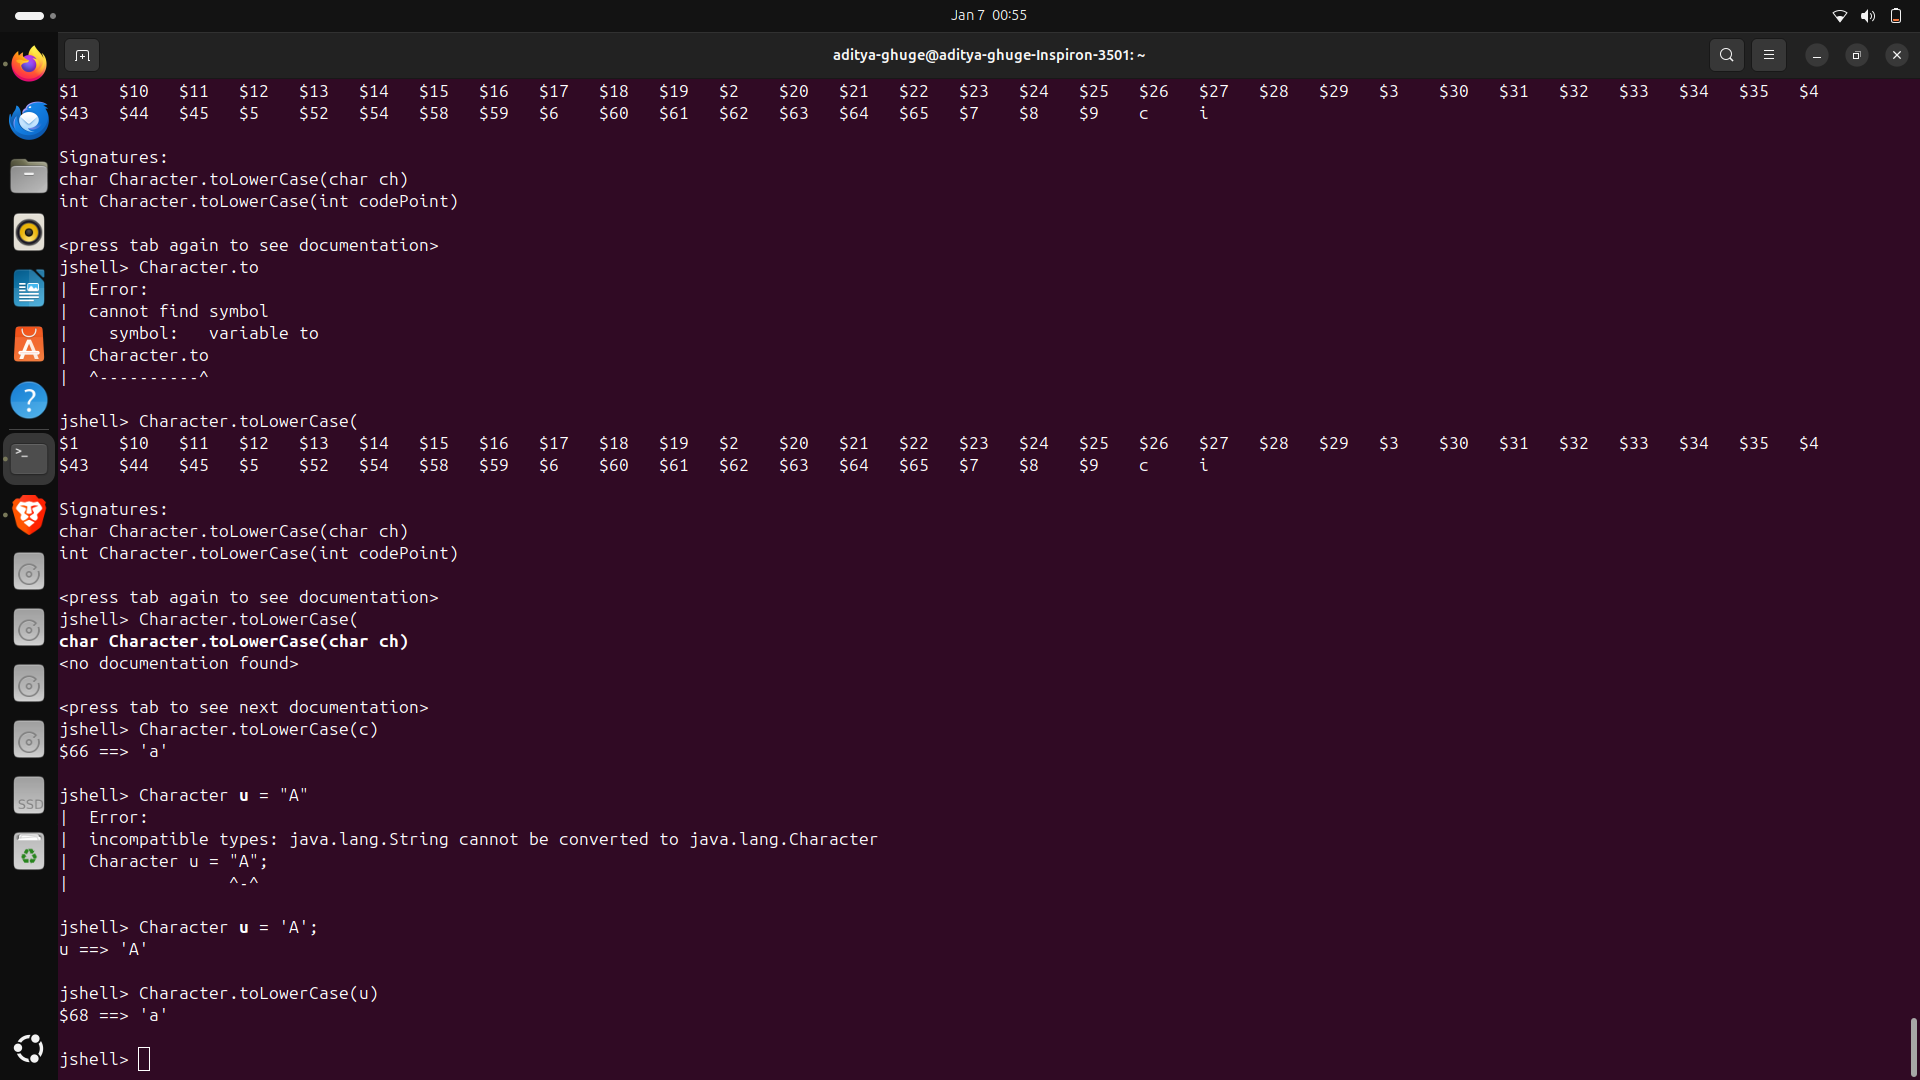 Jan 7 00:55
aditya-ghuge@aditya-ghuge-Inspiron-3501: ~
$1 $10 $11 $12 $13 $14 $15 $16 $17 $18 $19 $2 $20 $21 $22 $23 $24 $25 $26 $27 $28 $29 $3 $30 $31 $32 $33 $34 $35 $4
$43 $44 $45 $5 $52 $54 $58 $59 $6 $60 $61 $62 $63 $64 $65 $7 $8 $9 c i
Signatures:
char Character.toLowerCase(char ch)
int Character.toLowerCase(int codePoint)
<press tab again to see documentation>
jshell> Character.to
|  Error:
|  cannot find symbol
|    symbol:   variable to
|  Character.to
|  ^----------^
jshell> Character.toLowerCase(
$1 $10 $11 $12 $13 $14 $15 $16 $17 $18 $19 $2 $20 $21 $22 $23 $24 $25 $26 $27 $28 $29 $3 $30 $31 $32 $33 $34 $35 $4
$43 $44 $45 $5 $52 $54 $58 $59 $6 $60 $61 $62 $63 $64 $65 $7 $8 $9 c i
Signatures:
char Character.toLowerCase(char ch)
int Character.toLowerCase(int codePoint)
<press tab again to see documentation>
jshell> Character.toLowerCase(
char Character.toLowerCase(char ch)
<no documentation found>
<press tab to see next documentation>
jshell> Character.toLowerCase(c)
$66 ==> 'a'
jshell> Character u = "A"
|  Error:
|  incompatible types: java.lang.String cannot be converted to java.lang.Character
|  Character u = "A";
|                ^-^
jshell> Character u = 'A';
u ==> 'A'
jshell> Character.toLowerCase(u)
$68 ==> 'a'
jshell>
SSD